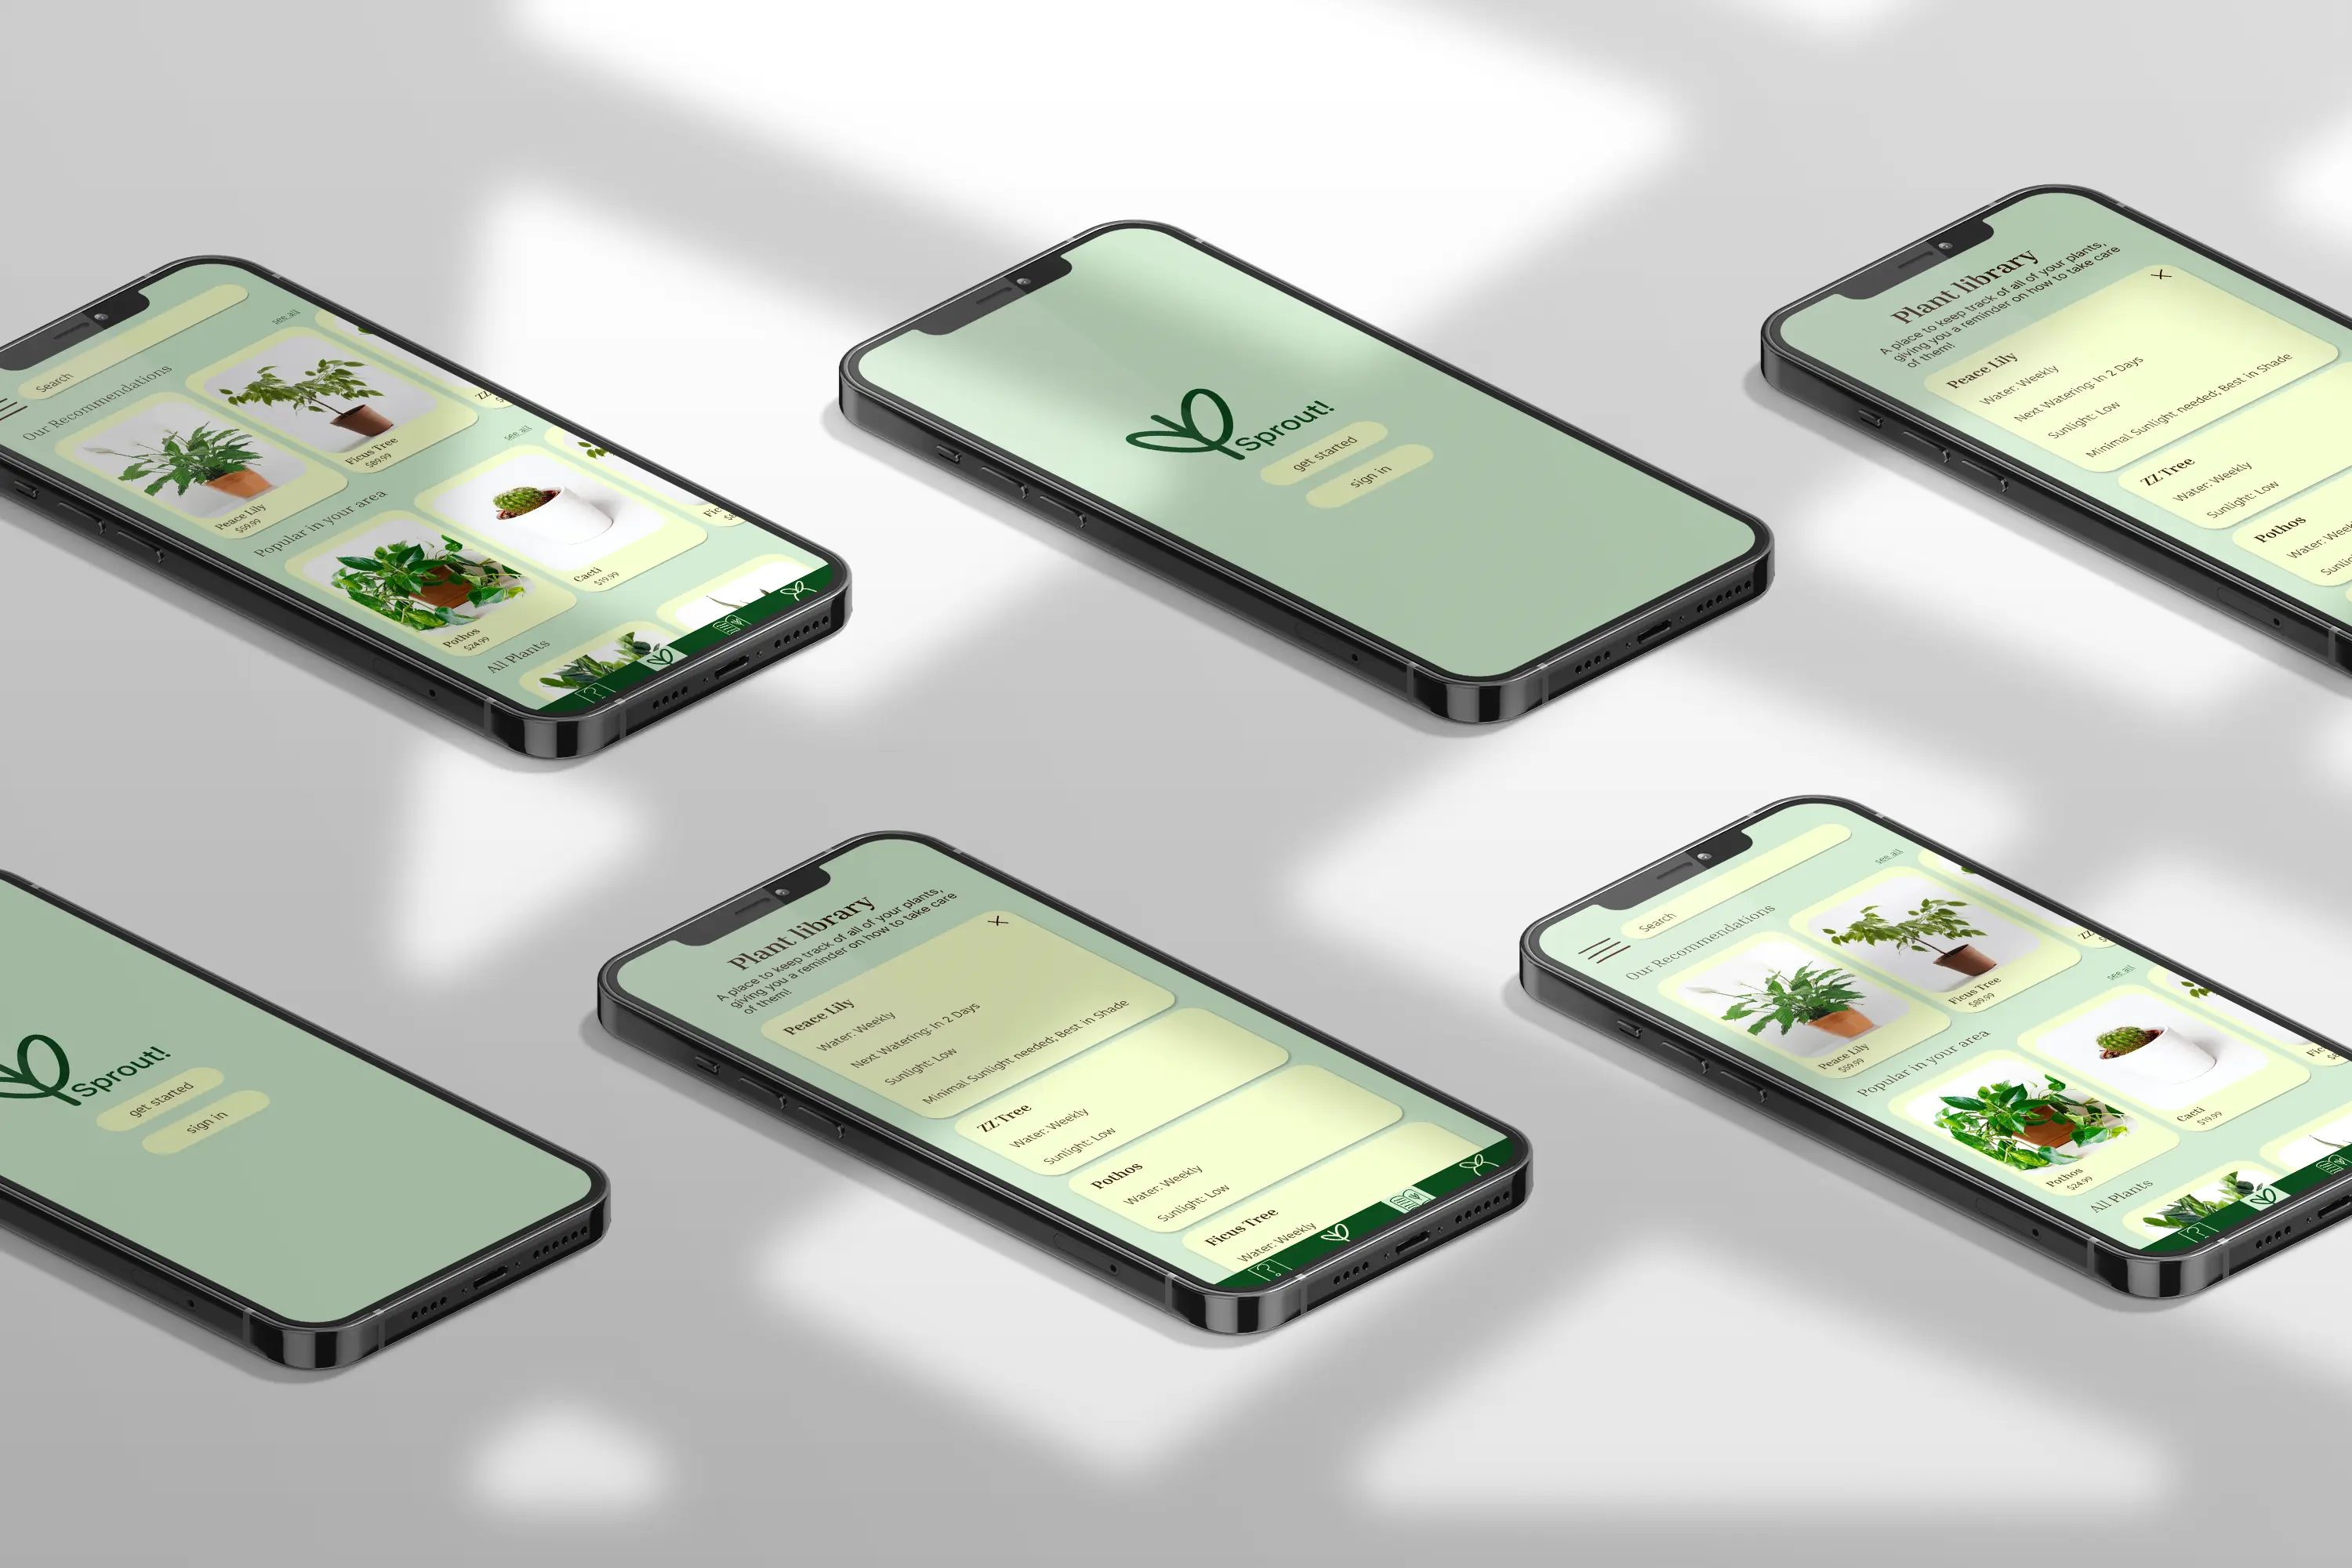 Search
Our Recommendations
see all
Peace Lily
$59.99
Ficus Tree
$89.99
ZZ
Popular in your area
see all
Pothos
$24.99
Cacti
$19.99
All Plants
Sprout!
get started
sign in
Plant library
A place to keep track of all of your plants,
giving you a reminder on how to take care
of them!
Peace Lily
Water: Weekly
Next Watering: In 2 Days
Sunlight: Low
Minimal Sunlight needed; Best in Shade
ZZ Tree
Water: Weekly
Sunlight: Low
Pothos
Sprout!
get started
sign in
Plant library
A place to keep track of all of your plants,
giving you a reminder on how to take care
of them!
Peace Lily
Water: Weekly
Next Watering: In 2 Days
Sunlight: Low
Minimal Sunlight needed; Best in Shade
ZZ Tree
Water: Weekly
Sunlight: Low
Pothos
Water: Weekly
Sunlight: Low
Ficus Tree
Water: Weekly
Search
Our Recommendations
see all
Peace Lily
$59.99
Ficus Tree
$89.99
ZZ
Popular in your area
see all
Pothos
$24.99
Cacti
$19.99
All Plants